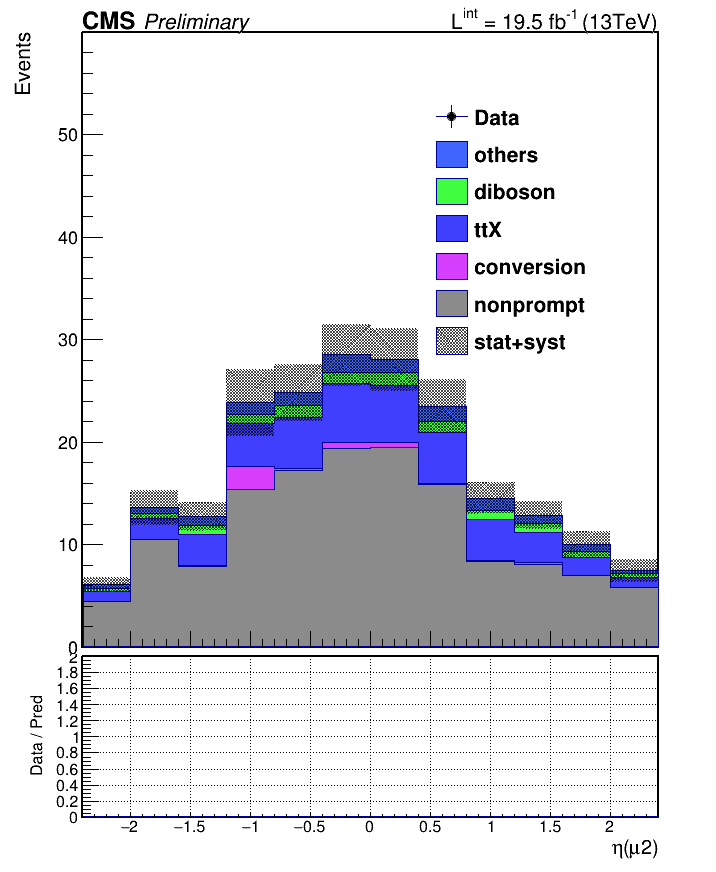 CMS Preliminary L^int = 19.5 fb^-1 (13TeV)
Events
50
40
30
20
10
0
Data
others
diboson
ttX
conversion
nonprompt
stat+syst
Data / Pred
2
1.8
1.6
1.4
1.2
1
0.8
0.6
0.4
0.2
0
−2 −1.5 −1 −0.5 0 0.5 1 1.5 2
η(μ2)